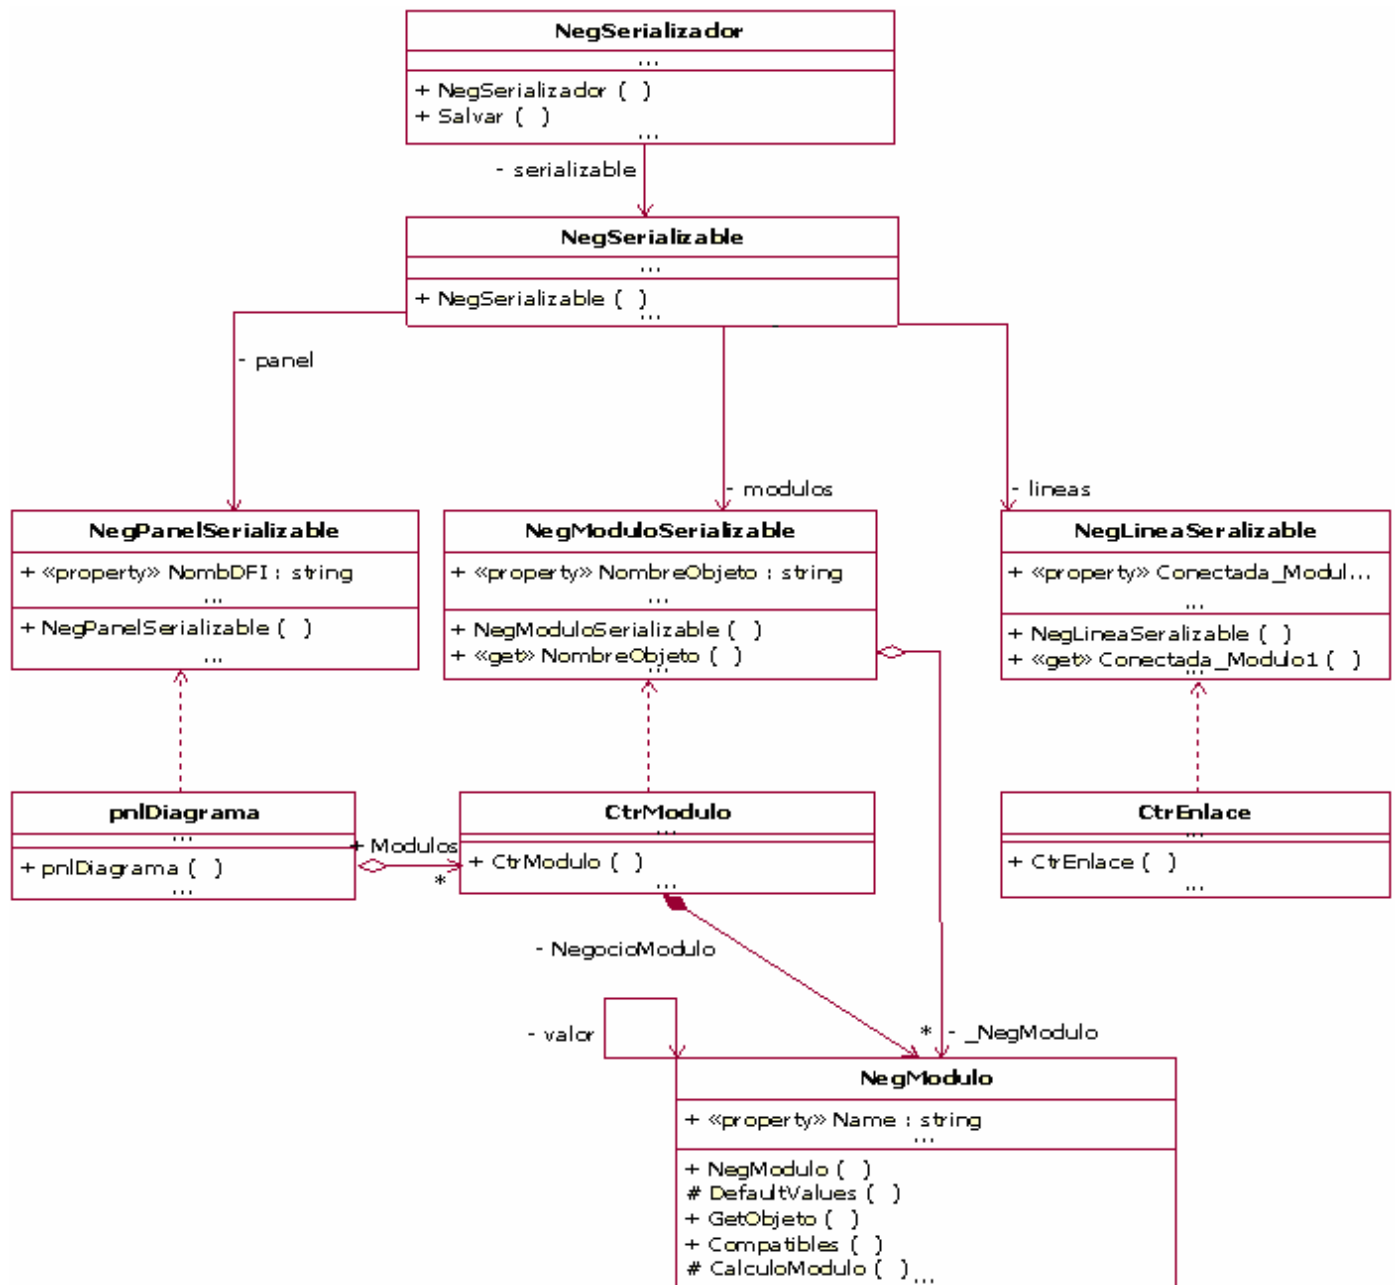 NegSerializador
...
+ NegSerializador ( )
+ Salvar ( )
...
- serializable
NegSerializable
...
+ NegSerializable ( )
...
- panel
- modulos
- lineas
NegPanelSerializable
+ «property» NombDFI : string
...
+ NegPanelSerializable ( )
...
NegModuloSerializable
+ «property» NombreObjeto : string
...
+ NegModuloSerializable ( )
+ «get» NombreObjeto ( )
...
NegLineaSeralizable
+ «property» Conectada_Modul...
...
+ NegLineaSeralizable ( )
+ «get» Conectada_Modulo1 ( )
...
pnlDiagrama
...
+ pnlDiagrama ( )
...
+ Modulos
*
CtrModulo
...
+ CtrModulo ( )
...
CtrEnlace
...
+ CtrEnlace ( )
...
- NegocioModulo
- valor
* - _NegModulo
NegModulo
+ «property» Name : string
...
+ NegModulo ( )
# DefaultValues ( )
+ GetObjeto ( )
+ Compatibles ( )
# CalculoModulo ( )
...